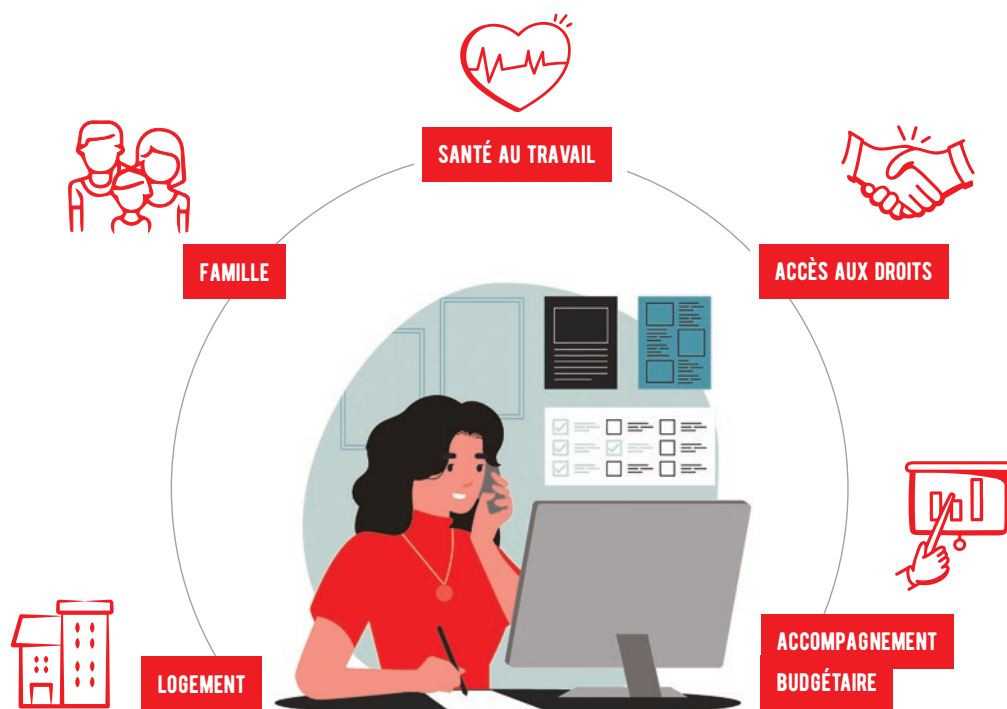 SANTÉ AU TRAVAIL
FAMILLE
ACCÈS AUX DROITS
LOGEMENT
ACCOMPAGNEMENT
BUDGÉTAIRE